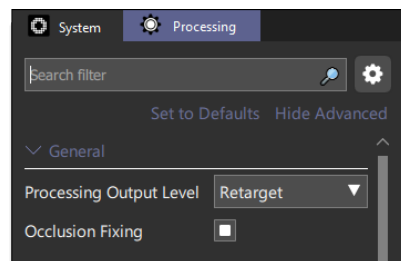 System Processing
Search filter
Set to Defaults Hide Advanced
General
Processing Output Level Retarget
Occlusion Fixing